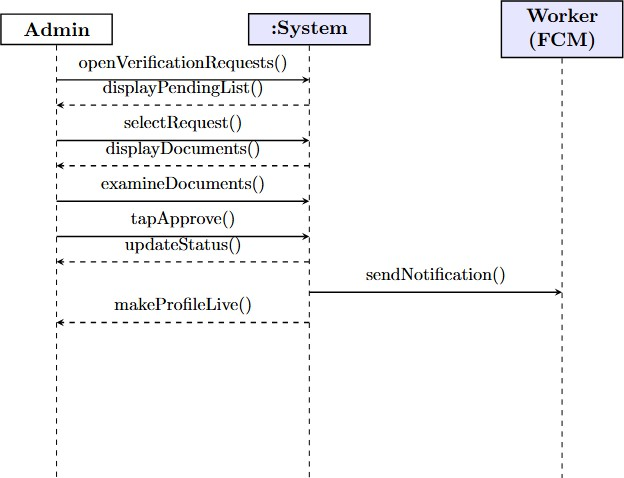 Admin
:System
Worker
(FCM)
openVerificationRequests()
displayPendingList()
selectRequest()
displayDocuments()
examineDocuments()
tapApprove()
updateStatus()
sendNotification()
makeProfileLive()